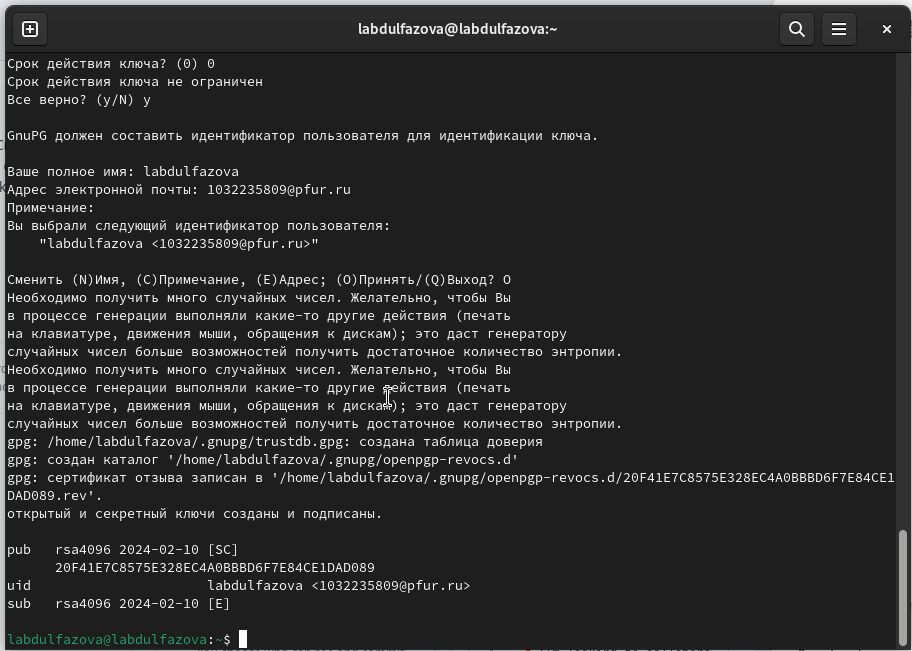 labdulfazova@labdulfazova:~
Срок действия ключа? (0) 0
Срок действия ключа не ограничен
Все верно? (y/N) y
GnuPG должен составить идентификатор пользователя для идентификации ключа.
Ваше полное имя: labdulfazova
Адрес электронной почты: 1032235809@pfur.ru
Примечание:
Вы выбрали следующий идентификатор пользователя:
"labdulfazova <1032235809@pfur.ru>"
Сменить (N)Имя, (C)Примечание, (E)Адрес; (O)Принять/(Q)Выход? O
Необходимо получить много случайных чисел. Желательно, чтобы Вы
в процессе генерации выполняли какие-то другие действия (печать
на клавиатуре, движения мыши, обращения к дискам); это даст генератору
случайных чисел больше возможностей получить достаточное количество энтропии.
Необходимо получить много случайных чисел. Желательно, чтобы Вы
в процессе генерации выполняли какие-то другие действия (печать
на клавиатуре, движения мыши, обращения к дискам); это даст генератору
случайных чисел больше возможностей получить достаточное количество энтропии.
gpg: /home/labdulfazova/.gnupg/trustdb.gpg: создана таблица доверия
gpg: создан каталог '/home/labdulfazova/.gnupg/openpgp-revocs.d'
gpg: сертификат отзыва записан в '/home/labdulfazova/.gnupg/openpgp-revocs.d/20F41E7C8575E328EC4A0BBBD6F7E84CE1
DAD089.rev'.
открытый и секретный ключи созданы и подписаны.
pub   rsa4096 2024-02-10 [SC]
20F41E7C8575E328EC4A0BBBD6F7E84CE1DAD089
uid                      labdulfazova <1032235809@pfur.ru>
sub   rsa4096 2024-02-10 [E]
labdulfazova@labdulfazova:~$